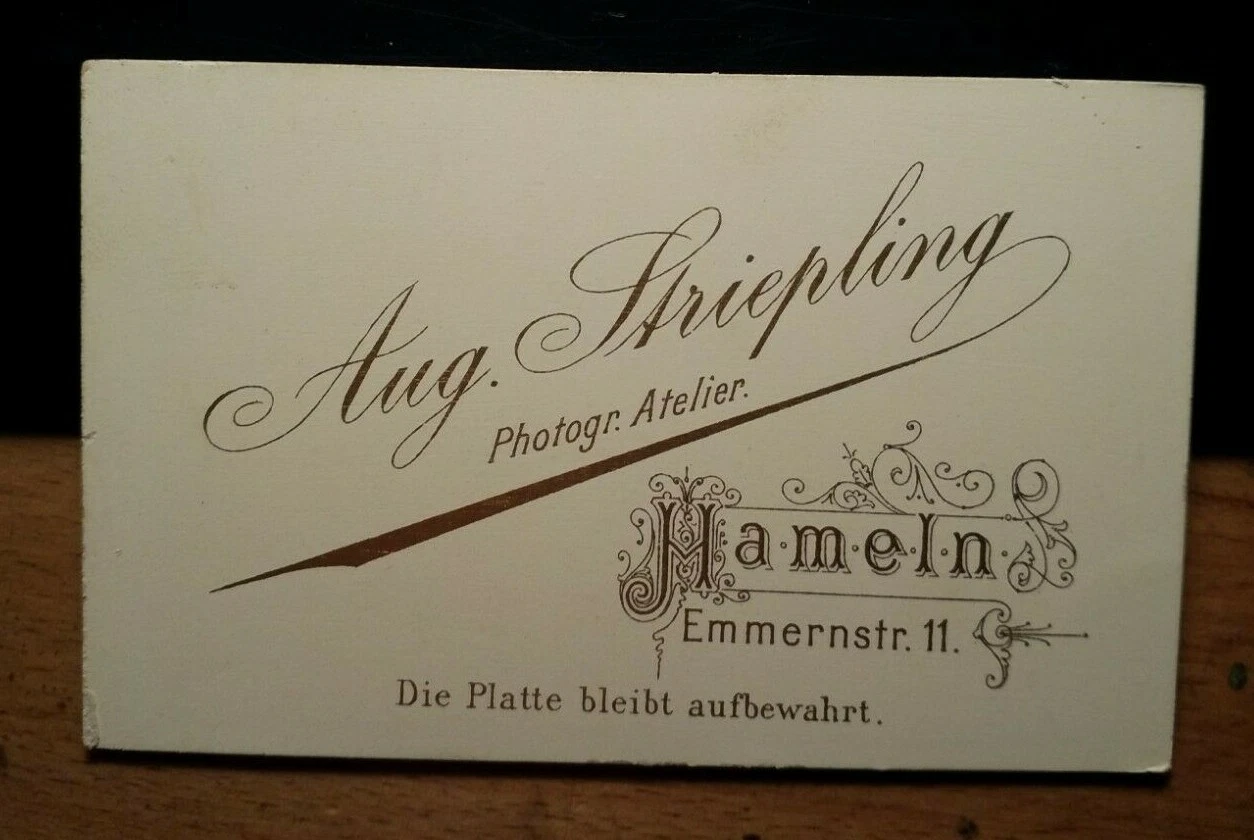 Aug. Striepling
Photogr. Atelier.
Hameln
Emmernstr. 11.
Die Platte bleibt aufbewahrt.